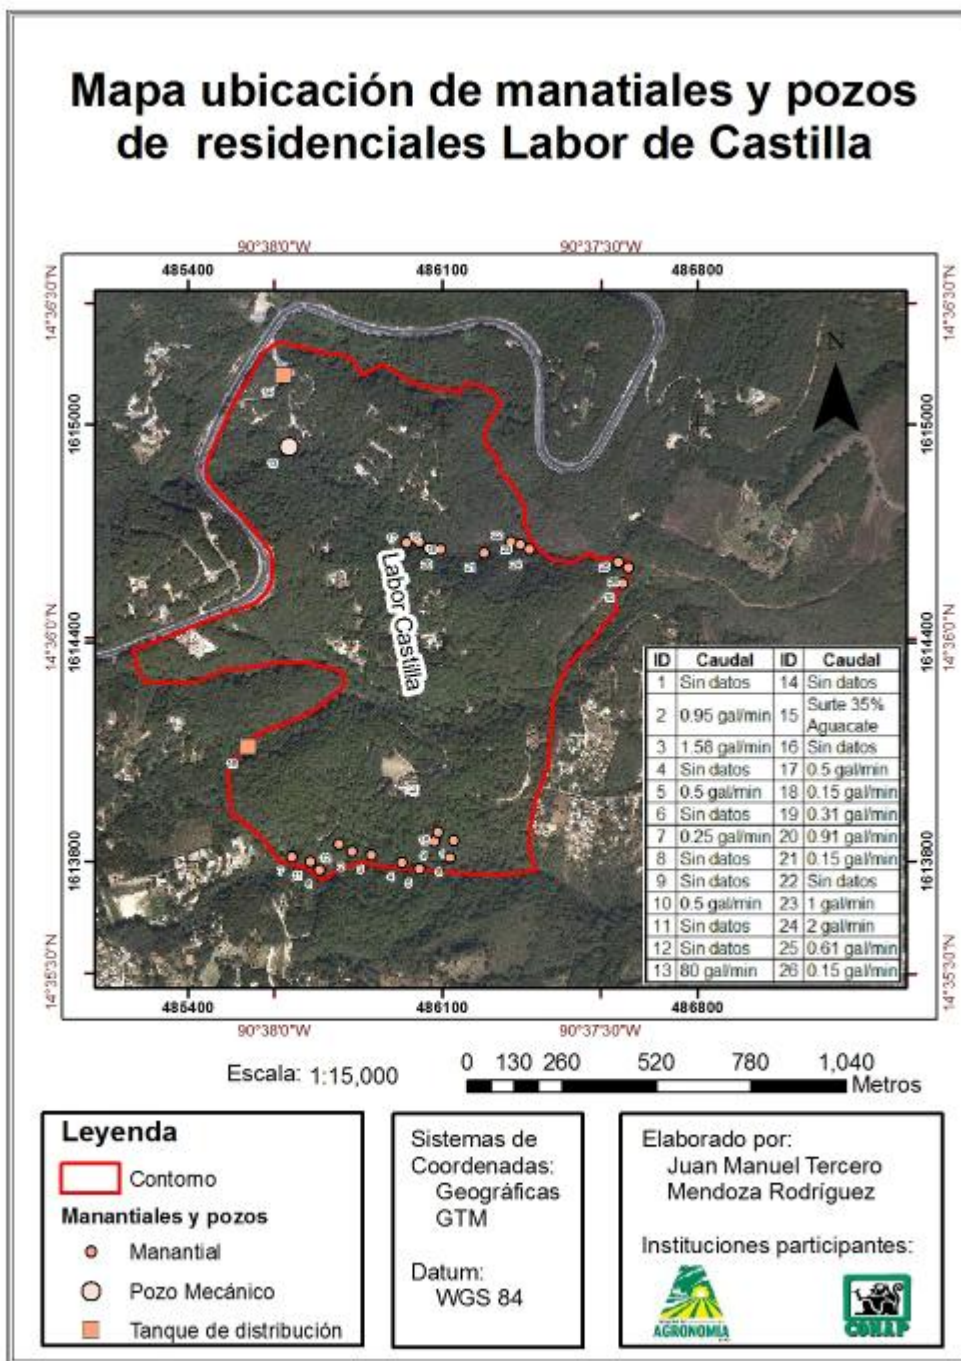 Mapa ubicación de manatiales y pozos
de residenciales Labor de Castilla
90°38'0"W 90°37'30"W
485400 486100 486800
14°36'30"N 14°36'30"N
N
1615000 1615000
Labor Castilla
14°36'0"N 14°36'0"N
1614400 1614400
ID Caudal ID Caudal
1 Sin datos 14 Sin datos
2 0.95 gal/min 15 Surte 35%
Aguacate
3 1.58 gal/min 16 Sin datos
4 Sin datos 17 0.5 gal/min
5 0.5 gal/min 18 0.15 gal/min
6 Sin datos 19 0.31 gal/min
7 0.25 gal/min 20 0.91 gal/min
8 Sin datos 21 0.15 gal/min
9 Sin datos 22 Sin datos
10 0.5 gal/min 23 1 gal/min
11 Sin datos 24 2 gal/min
12 Sin datos 25 0.61 gal/min
13 80 gal/min 26 0.15 gal/min
1613800 1613800
14°35'30"N 14°35'30"N
485400 486100 486800
90°38'0"W 90°37'30"W
Escala: 1:15,000
0 130 260 520 780 1,040
Metros
Leyenda
Contorno
Manantiales y pozos
Manantial
Pozo Mecánico
Tanque de distribución
Sistemas de
Coordenadas:
Geográficas
GTM
Datum:
WGS 84
Elaborado por:
Juan Manuel Tercero
Mendoza Rodríguez
Instituciones participantes:
AGRONOMIA
CONAP